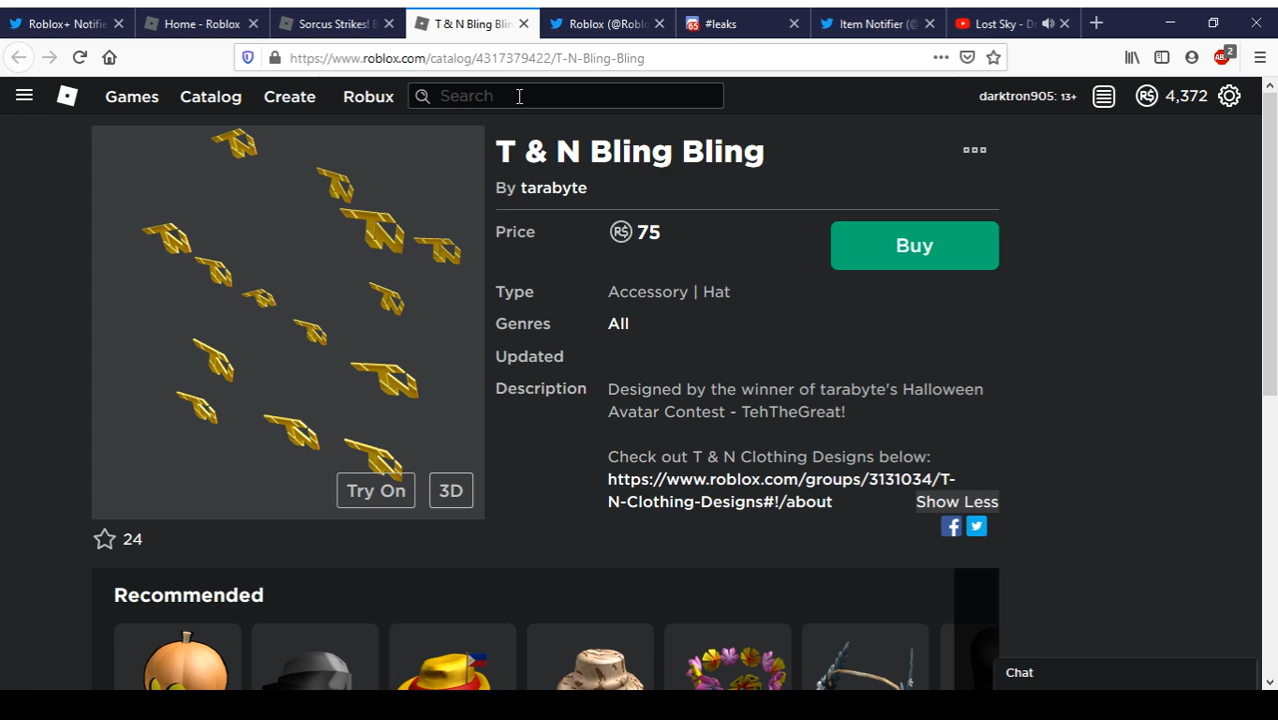 Roblox+ Notifi
Home - Roblox
Sorcus Strikes! E
T & N Bling Blin
Roblox (@Roblo
#leaks
Item Notifier (@
Lost Sky - D
https://www.roblox.com/catalog/4317379422/T-N-Bling-Bling
2
Games
Catalog
Create
Robux
Search
darktron905: 13+
R$ 4,372
T & N Bling Bling
By tarabyte
Price
R$ 75
Buy
Type
Accessory | Hat
Genres
All
Updated
Description
Designed by the winner of tarabyte's Halloween
Avatar Contest - TehTheGreat!
Check out T & N Clothing Designs below:
https://www.roblox.com/groups/3131034/T-
N-Clothing-Designs#!/about
Show Less
Try On
3D
24
Recommended
Chat